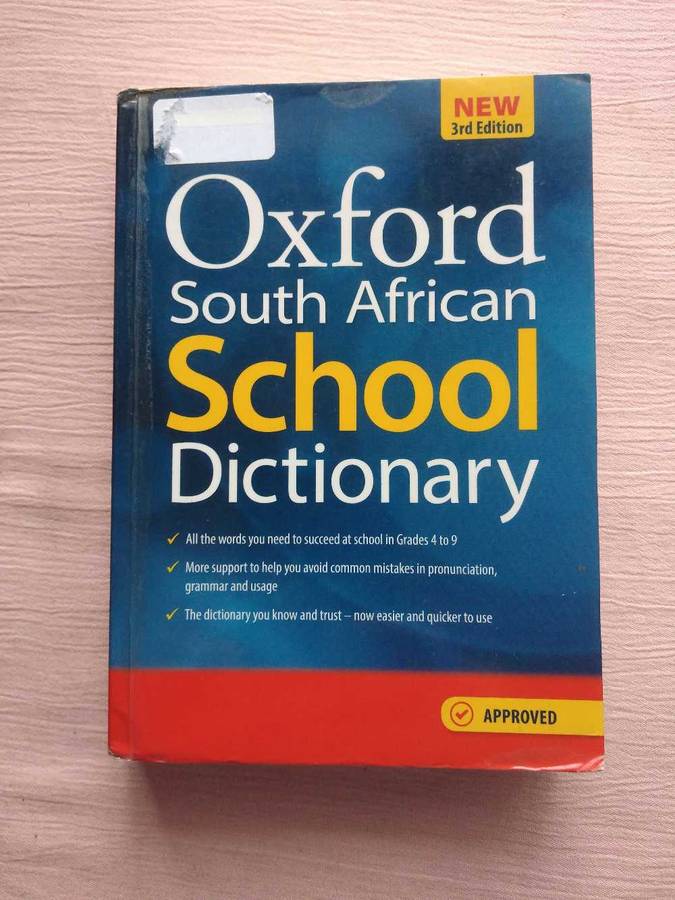 NEW
3rd Edition
Oxford
South African
School
Dictionary
All the words you need to succeed at school in Grades 4 to 9
More support to help you avoid common mistakes in pronunciation,
grammar and usage
The dictionary you know and trust – now easier and quicker to use
APPROVED